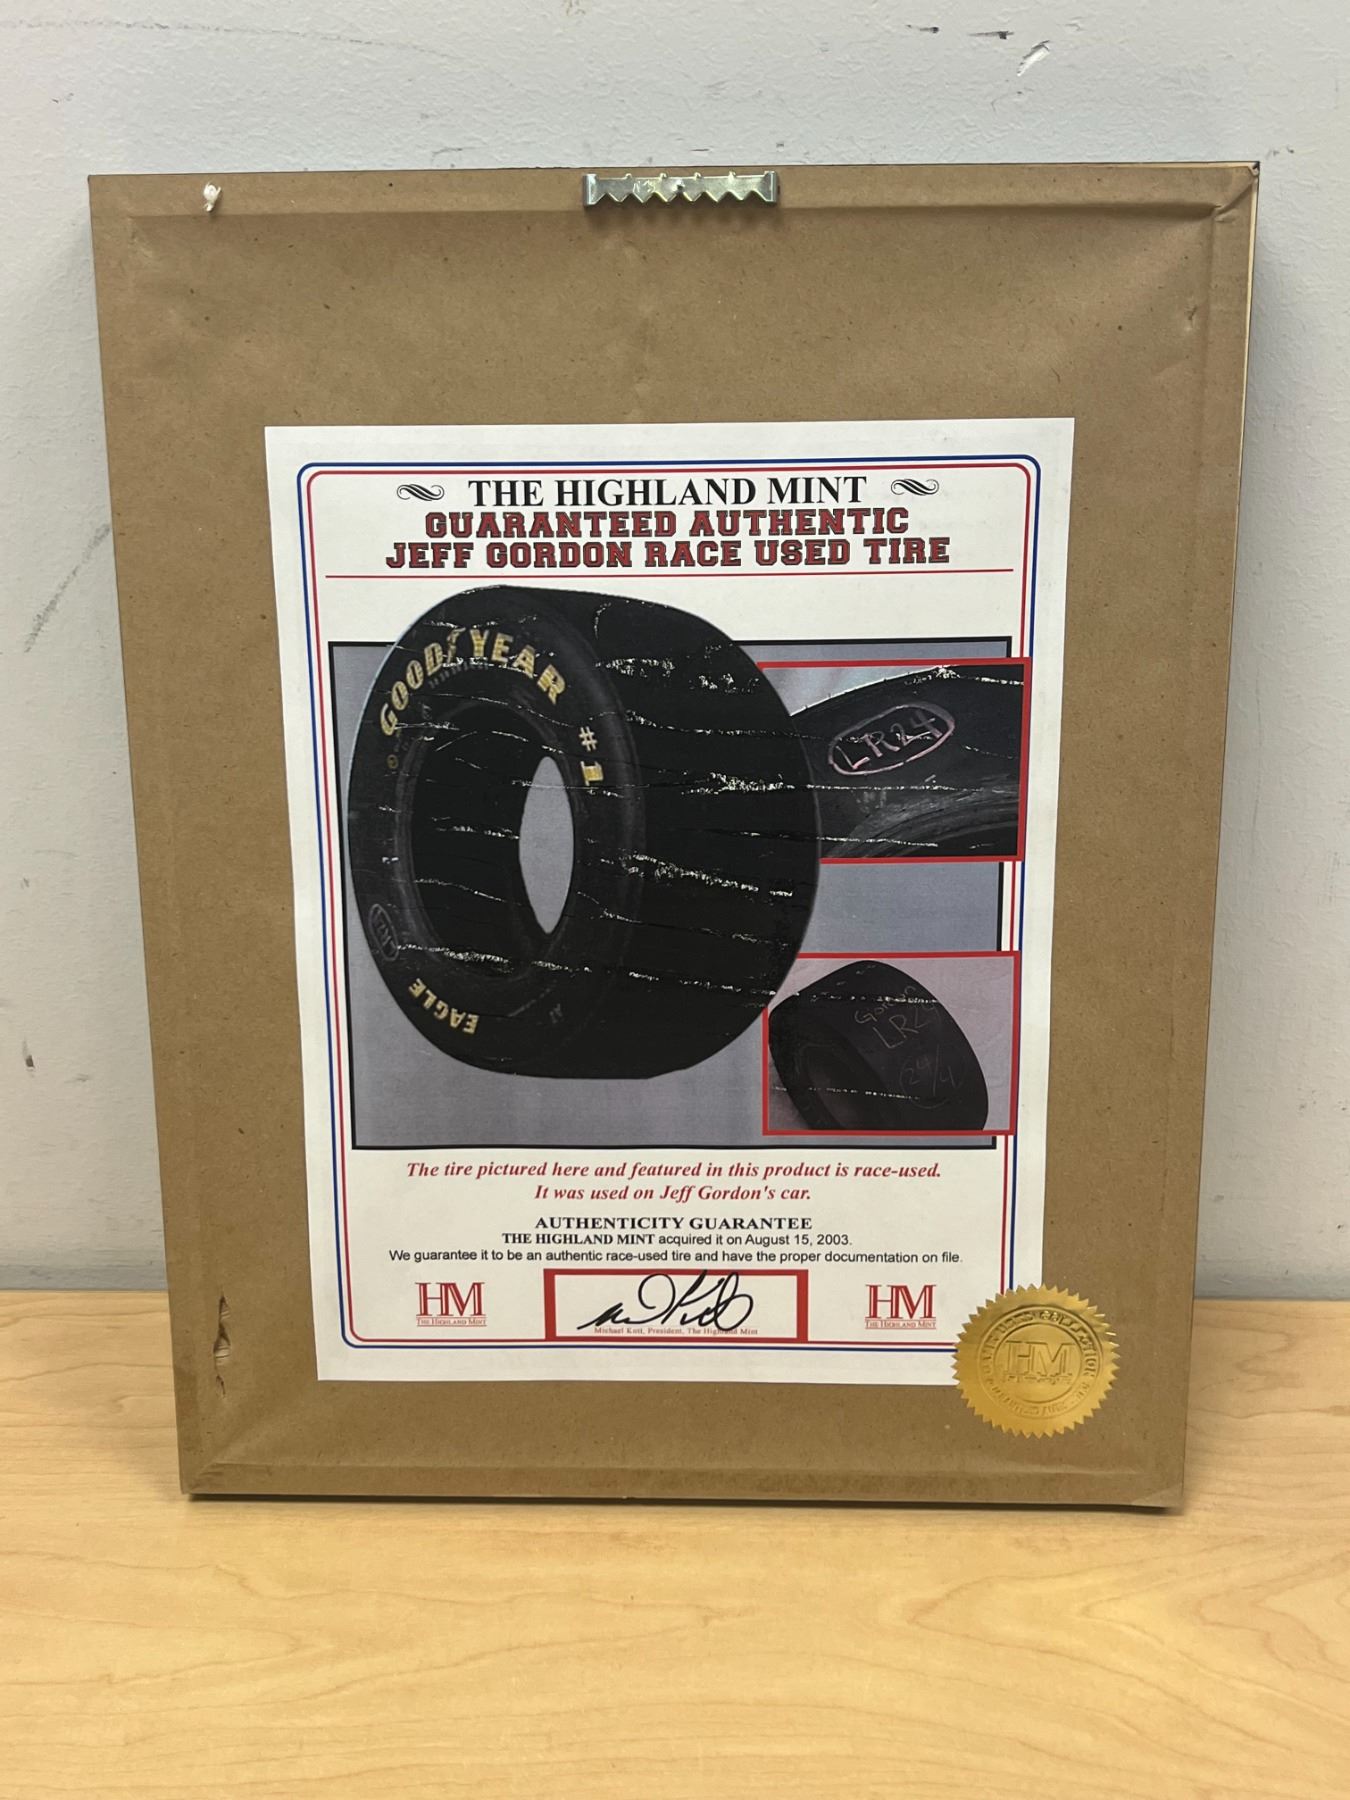 THE HIGHLAND MINT
GUARANTEED AUTHENTIC
JEFF GORDON RACE USED TIRE
GOODYEAR #1
EAGLE
LR24
LR24
Gordon
LR24
24/4
The tire pictured here and featured in this product is race-used.
It was used on Jeff Gordon's car.
AUTHENTICITY GUARANTEE
THE HIGHLAND MINT acquired it on August 15, 2003.
We guarantee it to be an authentic race-used tire and have the proper documentation on file.
HM
THE HIGHLAND MINT
Michael Kott, President, The Highland Mint
HM
THE HIGHLAND MINT
HM